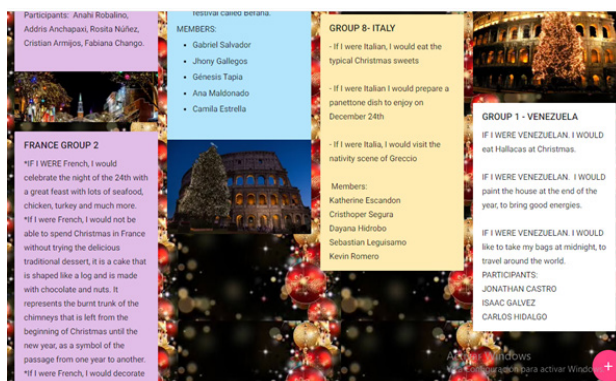 Participants: Anahi Robalino,
Addris Anchapaxi, Rosita Núñez,
Cristian Armijos, Fabiana Chango.
FRANCE GROUP 2
*IF I WERE French, I would
celebrate the night of the 24th with
a great feast with lots of seafood,
chicken, turkey and much more.
*If I were French, I would not be
able to spend Christmas in France
without trying the delicious
traditional dessert, it is a cake that
is shaped like a log and is made
with chocolate and nuts. It
represents the burnt trunk of the
chimneys that is left from the
beginning of Christmas until the
new year, as a symbol of the
passage from one year to another.
*If I were French, I would decorate
festival called Befana.
MEMBERS:
• Gabriel Salvador
• Jhony Gallegos
• Génesis Tapia
• Ana Maldonado
• Camila Estrella
GROUP 8- ITALY
- If I were Italian, I would eat the
typical Christmas sweets
- If I were Italian I would prepare a
panettone dish to enjoy on
December 24th
- If I were Italia, I would visit the
nativity scene of Greccio
Members:
Katherine Escandon
Cristhoper Segura
Dayana Hidrobo
Sebastian Leguisamo
Kevin Romero
GROUP 1 - VENEZUELA
IF I WERE VENEZUELAN. I WOULD
eat Hallacas at Christmas.
IF I WERE VENEZUELAN. I WOULD
paint the house at the end of the
year, to bring good energies.
IF I WERE VENEZUELAN. I WOULD
like to take my bags at midnight, to
travel around the world.
PARTICIPANTS:
JONATHAN CASTRO
ISAAC GALVEZ
CARLOS HIDALGO
Activar Windows
Configuración para activar Windows